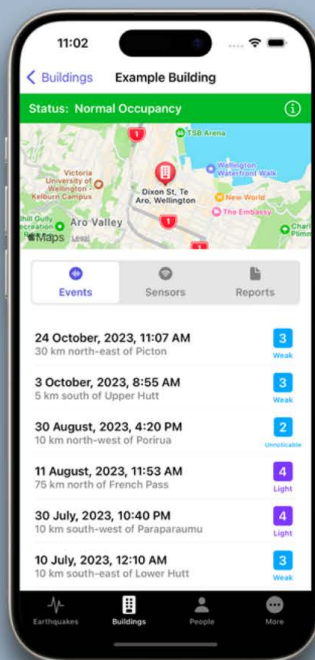 11:02
Buildings
Example Building
Status: Normal Occupancy
TSB Arena
1
Victoria
University of
Wellington -
Kelburn Campus
Wellington
Waterfront Walk
Dixon St, Te
Aro, Wellington
New World
The Embassy
Aro Valley
1
Maps
Legal
1
Events
Sensors
Reports
24 October, 2023, 11:07 AM
30 km north-east of Picton
3
Weak
3 October, 2023, 8:55 AM
5 km south of Upper Hutt
3
Weak
30 August, 2023, 4:20 PM
10 km north-west of Porirua
2
Unnoticable
11 August, 2023, 11:53 AM
75 km north of French Pass
4
Light
30 July, 2023, 10:40 PM
10 km south-west of Paraparaumu
4
Light
10 July, 2023, 12:10 AM
10 km south-east of Lower Hutt
3
Weak
Earthquakes
Buildings
People
More